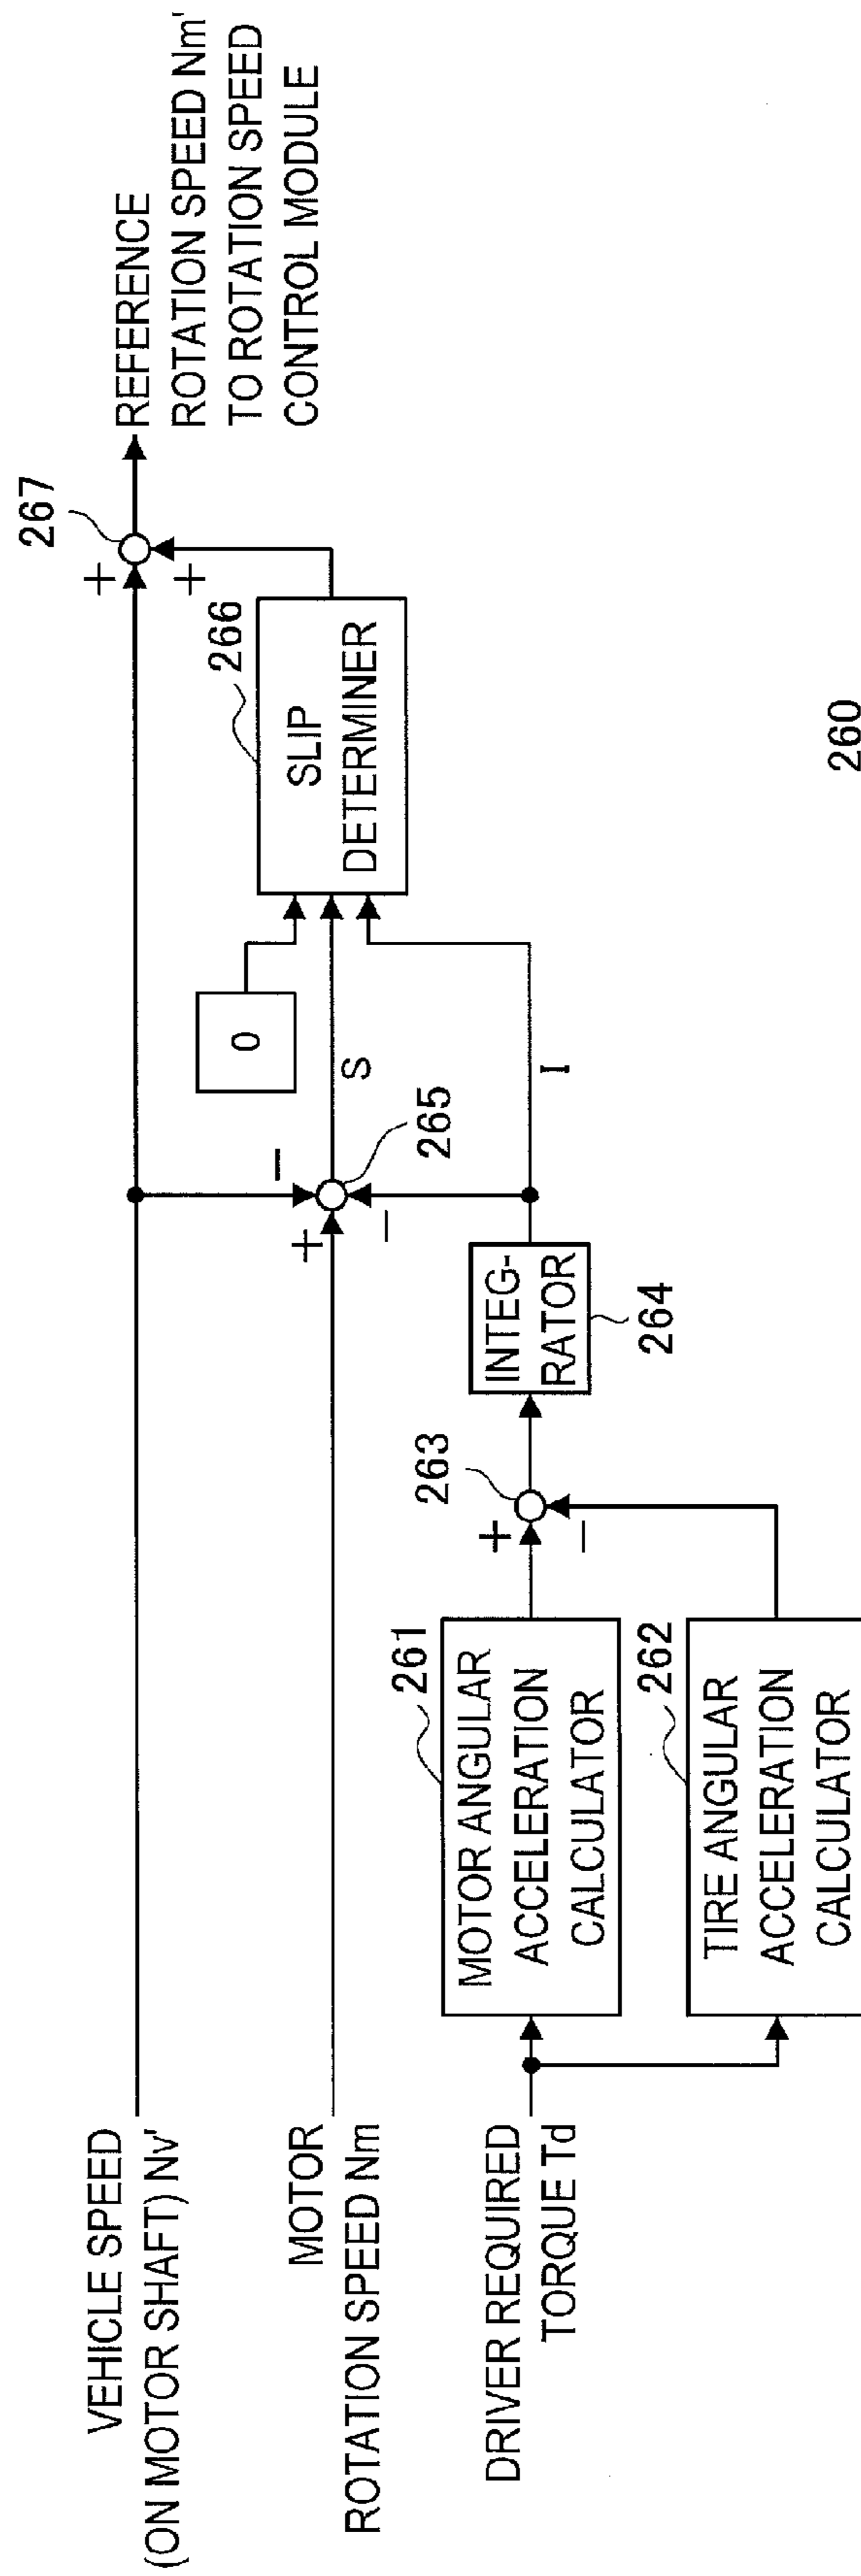 VEHICLE SPEED
(ON MOTOR SHAFT) Nv'
MOTOR
ROTATION SPEED Nm
DRIVER REQUIRED
TORQUE Td
MOTOR ANGULAR
ACCELERATION
CALCULATOR
261
TIRE ANGULAR
ACCELERATION
CALCULATOR
262
+
−
263
INTEG-
RATOR
264
+
−
−
265
S
I
0
SLIP
DETERMINER
266
+
+
267
REFERENCE
ROTATION SPEED Nm'
TO ROTATION SPEED
CONTROL MODULE
260